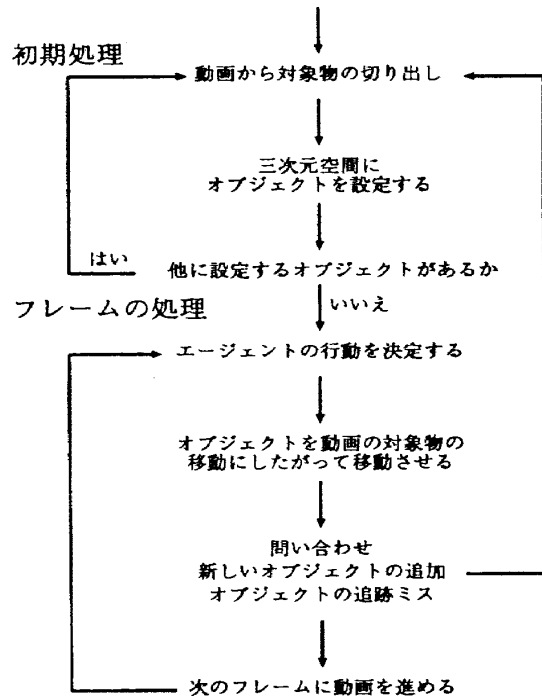 初期処理
動画から対象物の切り出し
三次元空間に
オブジェクトを設定する
はい
他に設定するオブジェクトがあるか
フレームの処理
いいえ
エージェントの行動を決定する
オブジェクトを動画の対象物の
移動にしたがって移動させる
問い合わせ
新しいオブジェクトの追加
オブジェクトの追跡ミス
次のフレームに動画を進める